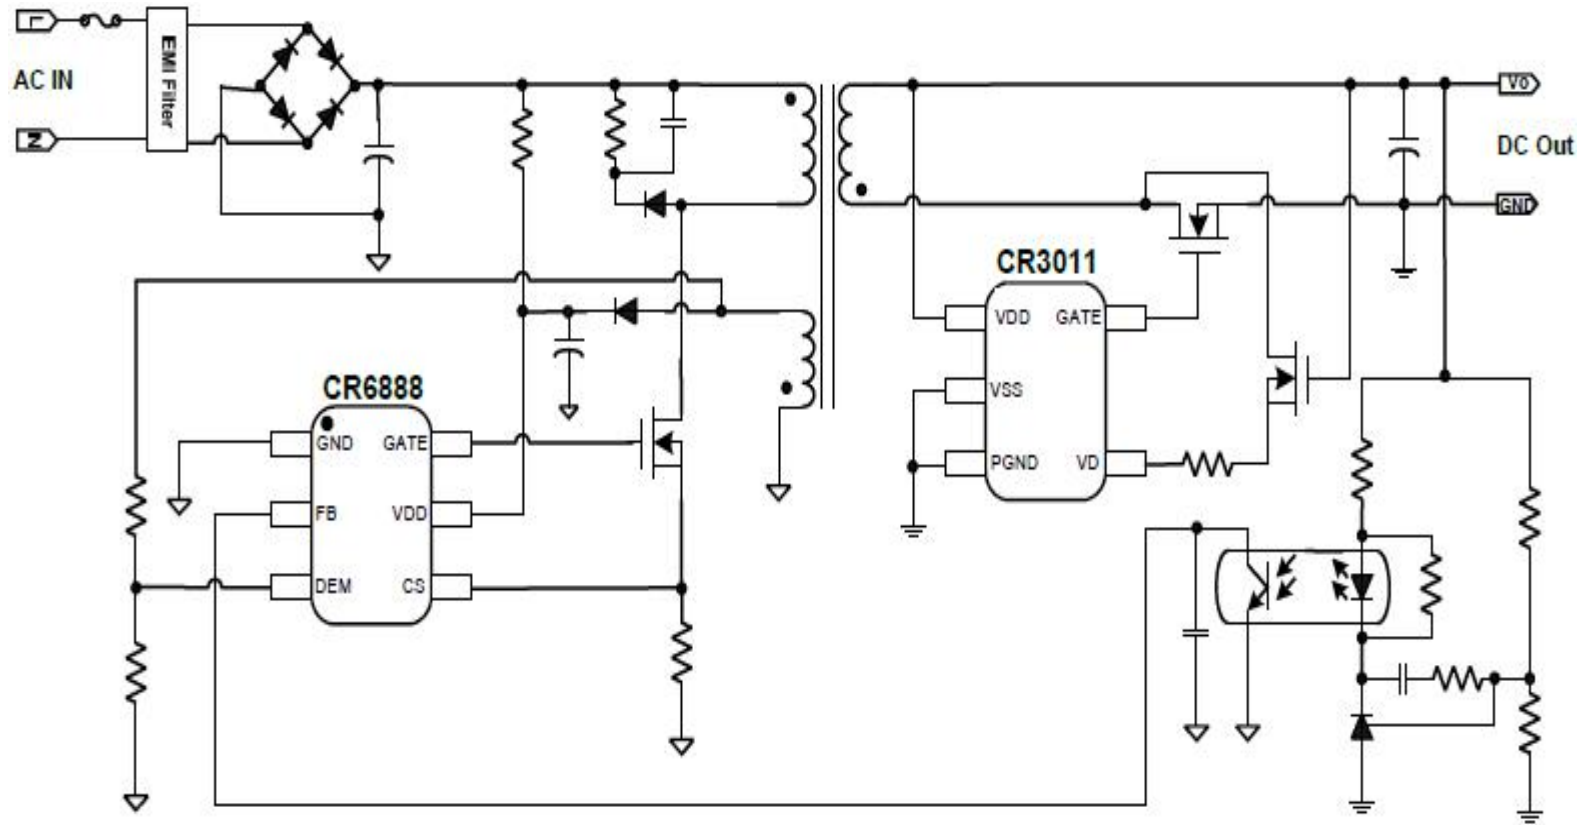 L
EMI Filter
AC IN
N
Vo
DC Out
GND
CR3011
VDD
GATE
VSS
PGND
VD
CR6888
GND
GATE
FB
VDD
DEM
CS